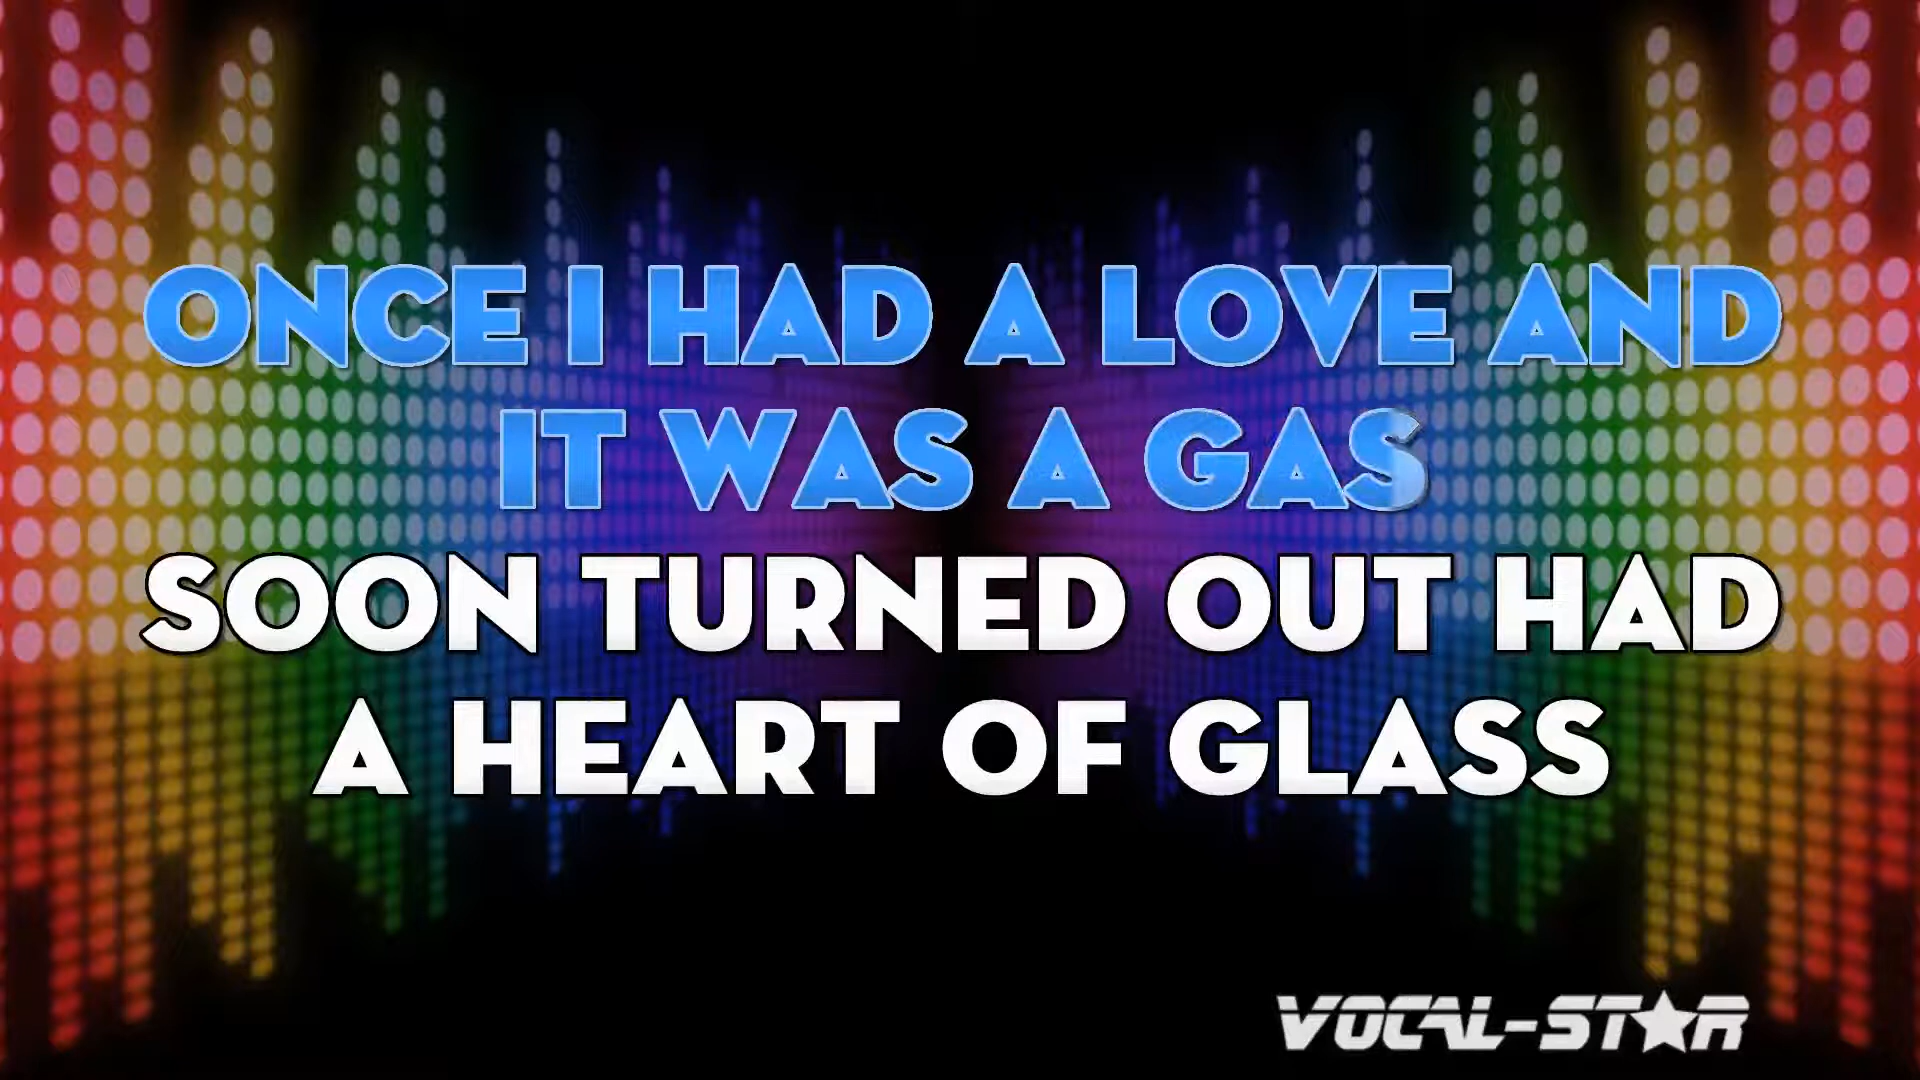 ONCE I HAD A LOVE AND
IT WAS A GAS
SOON TURNED OUT HAD
A HEART OF GLASS
VOCAL-STAR